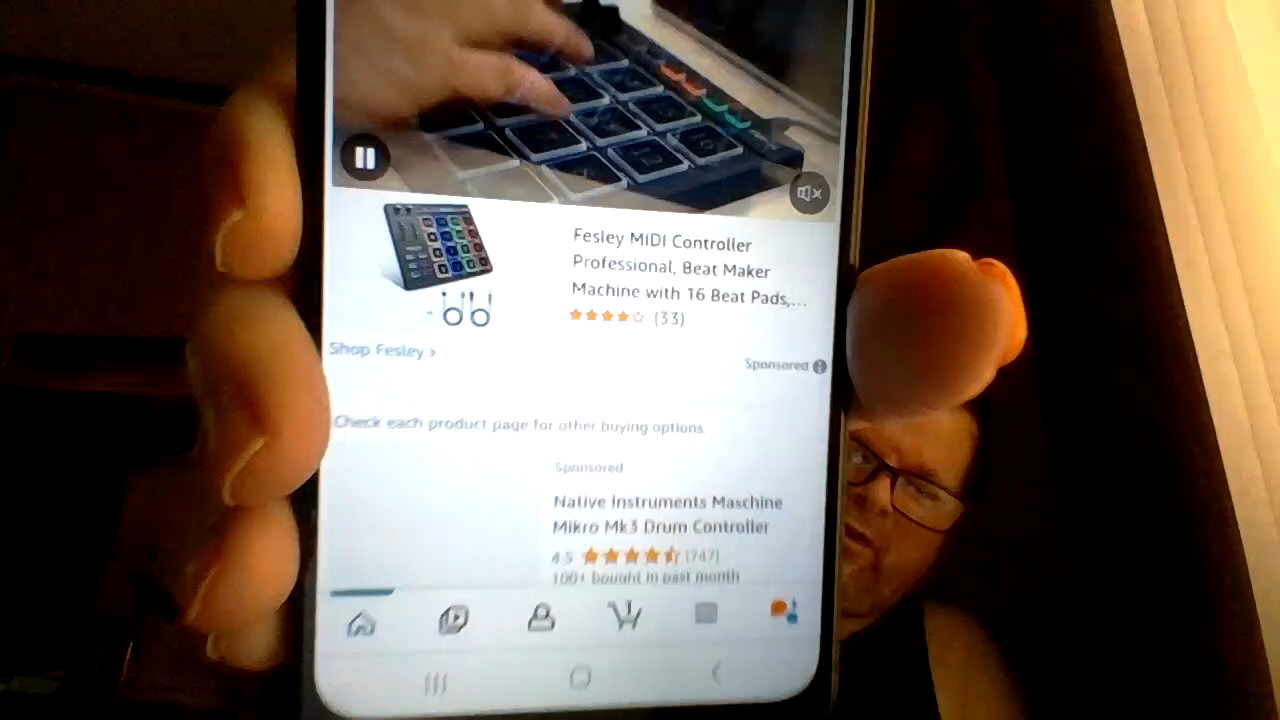 Fesley MIDI Controller
Professional, Beat Maker
Machine with 16 Beat Pads,...
(33)
Shop Fesley ›
Sponsored
Check each product page for other buying options.
Sponsored
Native Instruments Maschine
Mikro Mk3 Drum Controller
4.5 (747)
100+ bought in past month